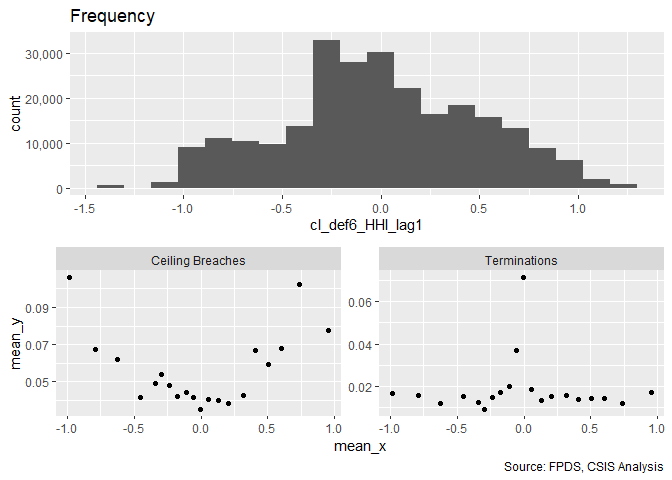 Frequency
30,000
20,000
10,000
0
count
-1.5 -1.0 -0.5 0.0 0.5 1.0
cl_def6_HHI_lag1
Ceiling Breaches Terminations
0.09
0.07
0.05
mean_y
0.06
0.04
0.02
-1.0 -0.5 0.0 0.5 1.0
-1.0 -0.5 0.0 0.5 1.0
mean_x
Source: FPDS, CSIS Analysis